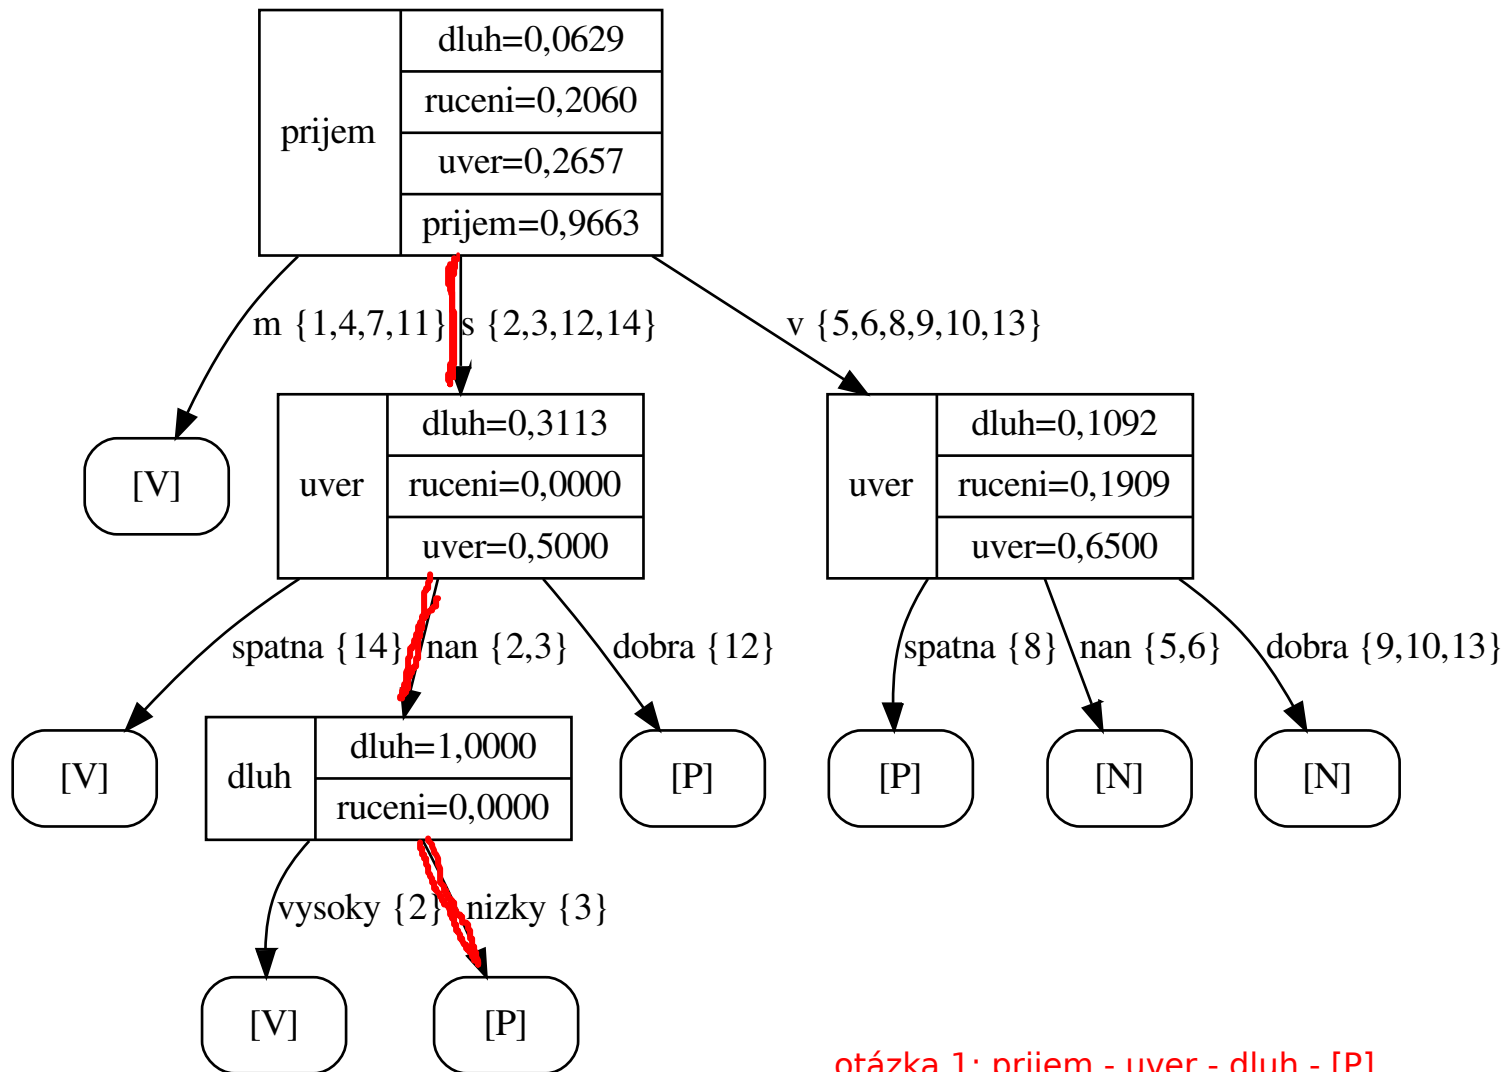 prijem
dluh=0,0629
ruceni=0,2060
uver=0,2657
prijem=0,9663
m {1,4,7,11}
s {2,3,12,14}
v {5,6,8,9,10,13}
[V]
uver
dluh=0,3113
ruceni=0,0000
uver=0,5000
uver
dluh=0,1092
ruceni=0,1909
uver=0,6500
spatna {14}
nan {2,3}
dobra {12}
spatna {8}
nan {5,6}
dobra {9,10,13}
[V]
dluh
dluh=1,0000
ruceni=0,0000
[P]
[P]
[N]
[N]
vysoky {2}
nizky {3}
[V]
[P]
otázka 1: prijem - uver - dluh - [P]